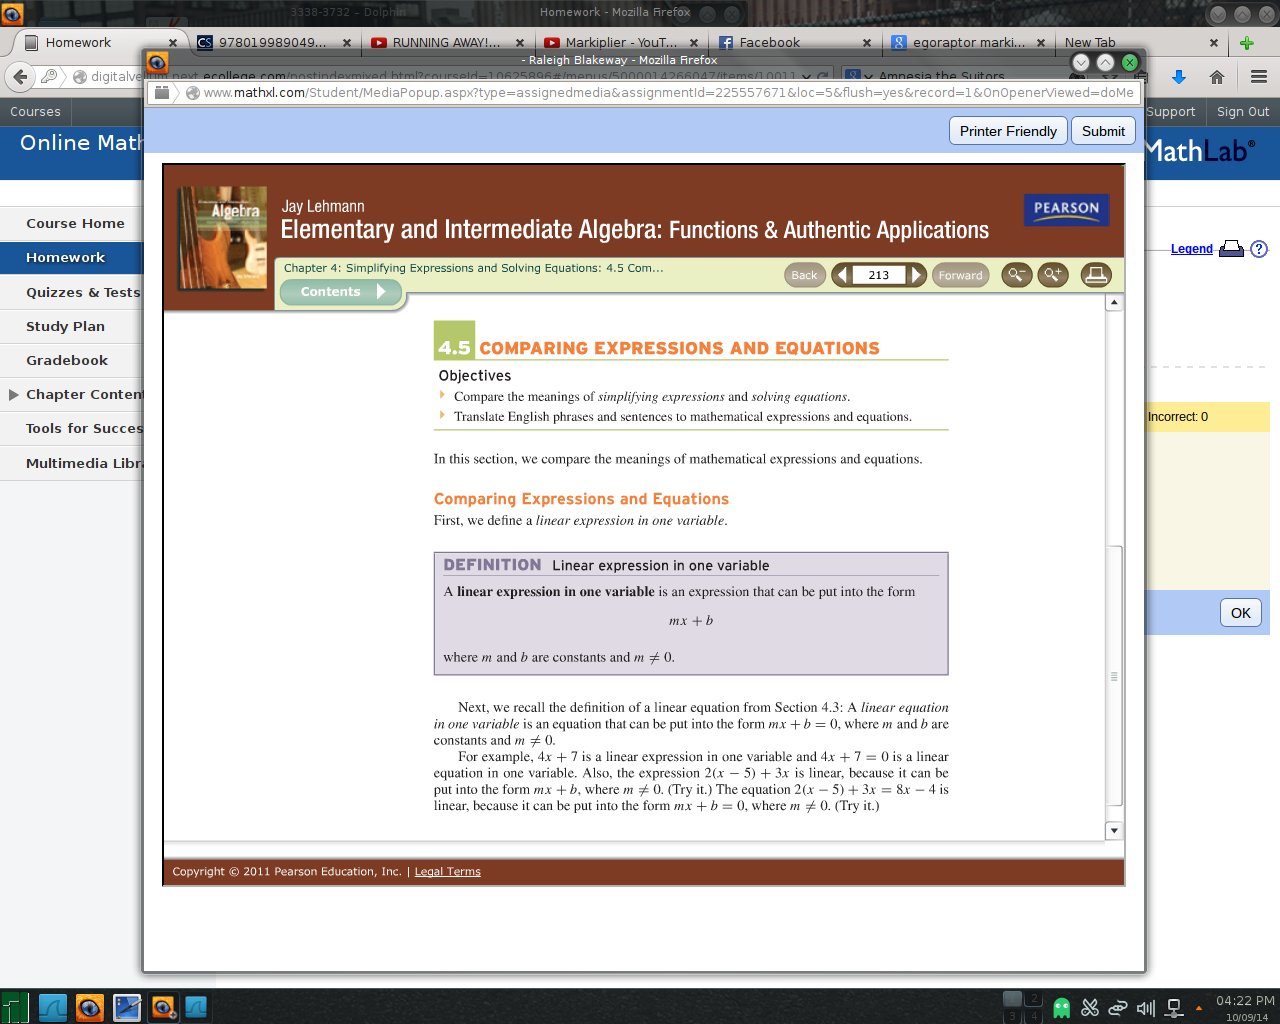 3338-3732 – Dolphin
Homework - Mozilla Firefox
Homework
978019989049...
RUNNING AWAY!...
Markiplier - YouT...
Facebook
egoraptor marki...
New Tab
- Raleigh Blakeway - Mozilla Firefox
Amnesia the Suitors
www.mathxl.com/Student/MediaPopup.aspx?type=assignedmedia&assignmentId=225557671&loc=5&flush=yes&record=1&OnOpenerViewed=doMe
Courses
Support
Sign Out
Printer Friendly
Submit
Online Mat
MathLab®
Course Home
Homework
Quizzes & Tests
Study Plan
Gradebook
Chapter Conten
Tools for Succes
Multimedia Libra
Legend
Incorrect: 0
OK
Algebra
Jay Lehmann
Elementary and Intermediate Algebra: Functions & Authentic Applications
PEARSON
Chapter 4: Simplifying Expressions and Solving Equations: 4.5 Com...
Contents
Back
213
Forward
4.5 COMPARING EXPRESSIONS AND EQUATIONS
Objectives
Compare the meanings of simplifying expressions and solving equations.
Translate English phrases and sentences to mathematical expressions and equations.
In this section, we compare the meanings of mathematical expressions and equations.
Comparing Expressions and Equations
First, we define a linear expression in one variable.
DEFINITION Linear expression in one variable
A linear expression in one variable is an expression that can be put into the form
mx + b
where m and b are constants and m ≠ 0.
Next, we recall the definition of a linear equation from Section 4.3: A linear equation
in one variable is an equation that can be put into the form mx + b = 0, where m and b are
constants and m ≠ 0.
For example, 4x + 7 is a linear expression in one variable and 4x + 7 = 0 is a linear
equation in one variable. Also, the expression 2(x − 5) + 3x is linear, because it can be
put into the form mx + b, where m ≠ 0. (Try it.) The equation 2(x − 5) + 3x = 8x − 4 is
linear, because it can be put into the form mx + b = 0, where m ≠ 0. (Try it.)
Copyright © 2011 Pearson Education, Inc. | Legal Terms
2
3 4
04:22 PM
10/09/14